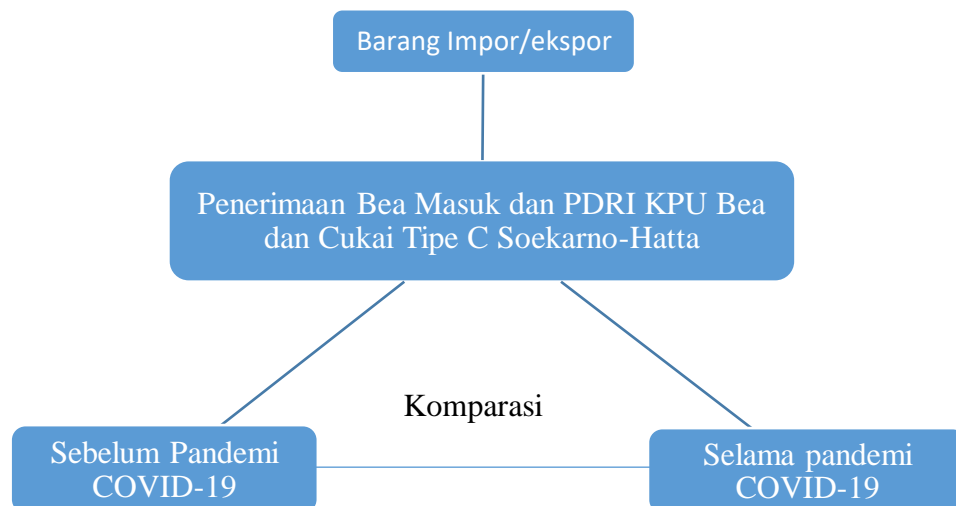 Barang Impor/ekspor
Penerimaan Bea Masuk dan PDRI KPU Bea
dan Cukai Tipe C Soekarno-Hatta
Komparasi
Sebelum Pandemi
COVID-19
Selama pandemi
COVID-19